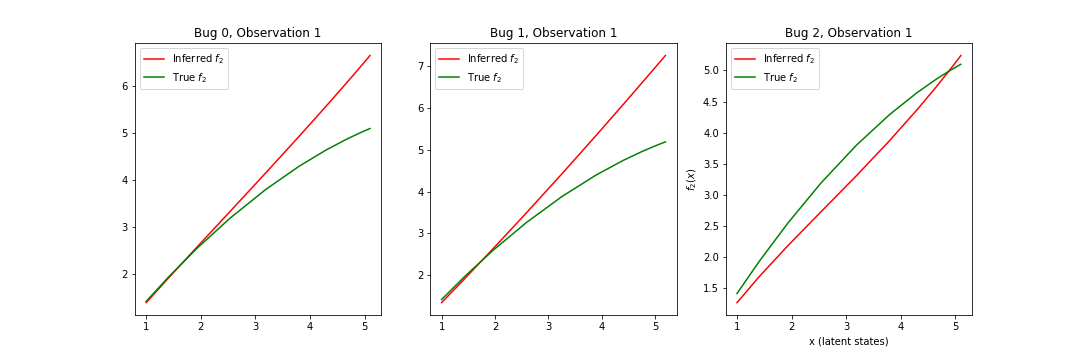 Bug 0, Observation 1
Inferred f₂
True f₂
6
5
4
3
2
1 2 3 4 5
Bug 1, Observation 1
Inferred f₂
True f₂
7
6
5
4
3
2
1 2 3 4 5
Bug 2, Observation 1
Inferred f₂
True f₂
f₂(x)
5.0
4.5
4.0
3.5
3.0
2.5
2.0
1.5
1 2 3 4 5
x (latent states)